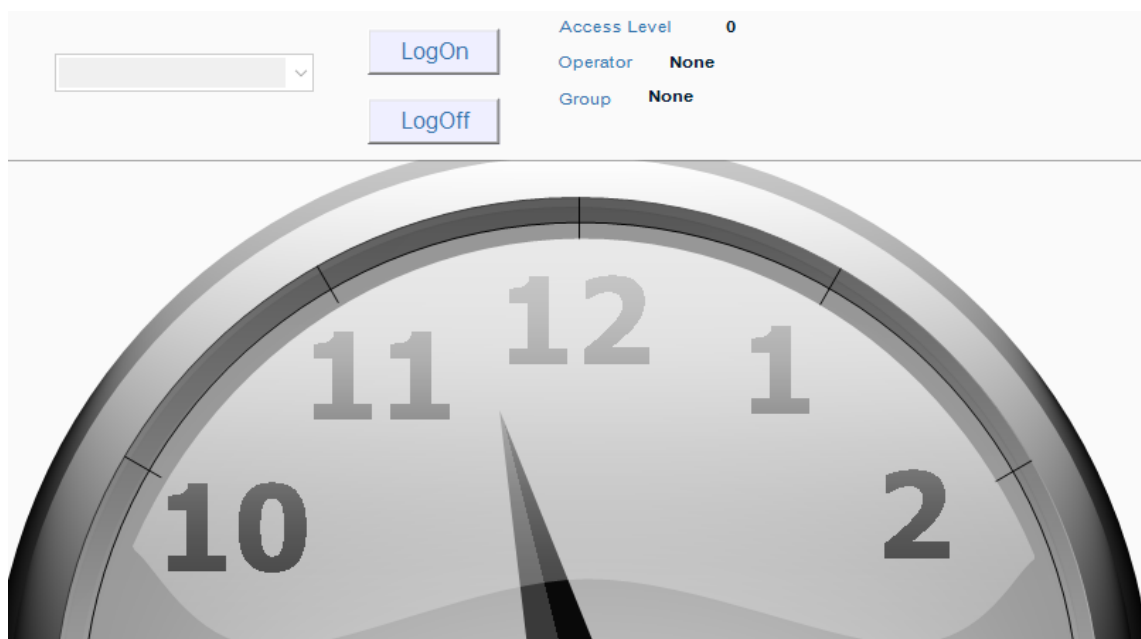 LogOn
LogOff
Access Level 0
Operator None
Group None
12
11 1
10 2